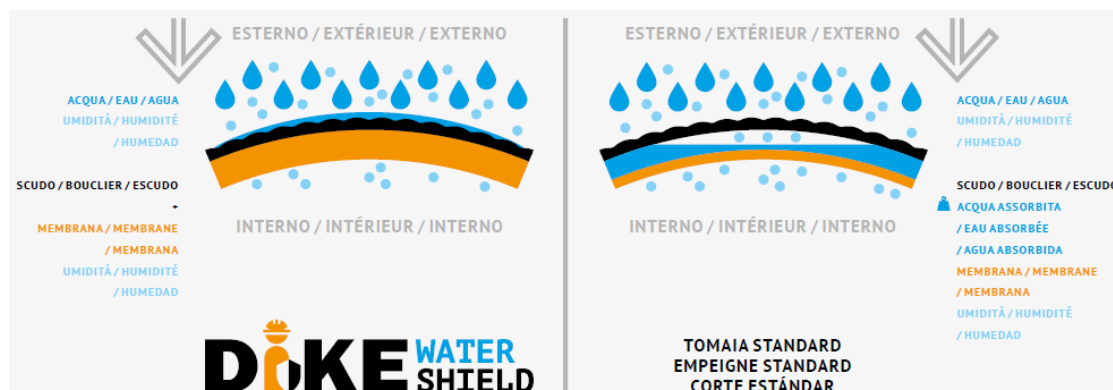 ESTERNO / EXTÉRIEUR / EXTERNO
ACQUA / EAU / AGUA
UMIDITÀ / HUMIDITÉ
/ HUMEDAD
SCUDO / BOUCLIER / ESCUDO
+
MEMBRANA / MEMBRANE
/ MEMBRANA
UMIDITÀ / HUMIDITÉ
/ HUMEDAD
INTERNO / INTÉRIEUR / INTERNO
DIKE WATER
SHIELD
ESTERNO / EXTÉRIEUR / EXTERNO
ACQUA / EAU / AGUA
UMIDITÀ / HUMIDITÉ
/ HUMEDAD
SCUDO / BOUCLIER / ESCUDO
ACQUA ASSORBITA
/ EAU ABSORBÉE
/ AGUA ABSORBIDA
MEMBRANA / MEMBRANE
/ MEMBRANA
UMIDITÀ / HUMIDITÉ
/ HUMEDAD
INTERNO / INTÉRIEUR / INTERNO
TOMAIA STANDARD
EMPEIGNE STANDARD
CORTE ESTÁNDAR